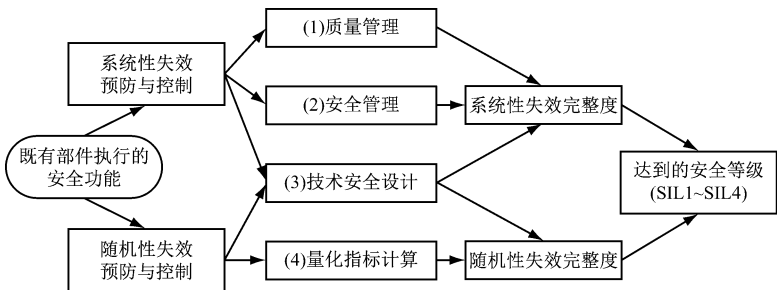 (1)质量管理
系统性失效
预防与控制
(2)安全管理
系统性失效完整度
既有部件执行的
安全功能
(3)技术安全设计
达到的安全等级
(SIL1~SIL4)
随机性失效
预防与控制
(4)量化指标计算
随机性失效完整度